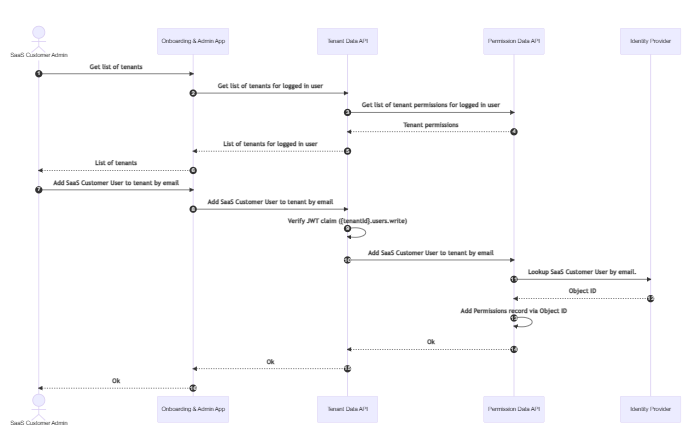 SaaS Customer Admin
Onboarding & Admin App
Tenant Data API
Permission Data API
Identity Provider
1
Get list of tenants
2
Get list of tenants for logged in user
3
Get list of tenant permissions for logged in user
4
Tenant permissions
5
List of tenants for logged in user
6
List of tenants
7
Add SaaS Customer User to tenant by email
8
Add SaaS Customer User to tenant by email
Verify JWT claim ({tenantId}.users.write)
9
10
Add SaaS Customer User to tenant by email
11
Lookup SaaS Customer User by email.
12
Object ID
Add Permissions record via Object ID
13
14
Ok
15
Ok
16
Ok
SaaS Customer Admin
Onboarding & Admin App
Tenant Data API
Permission Data API
Identity Provider